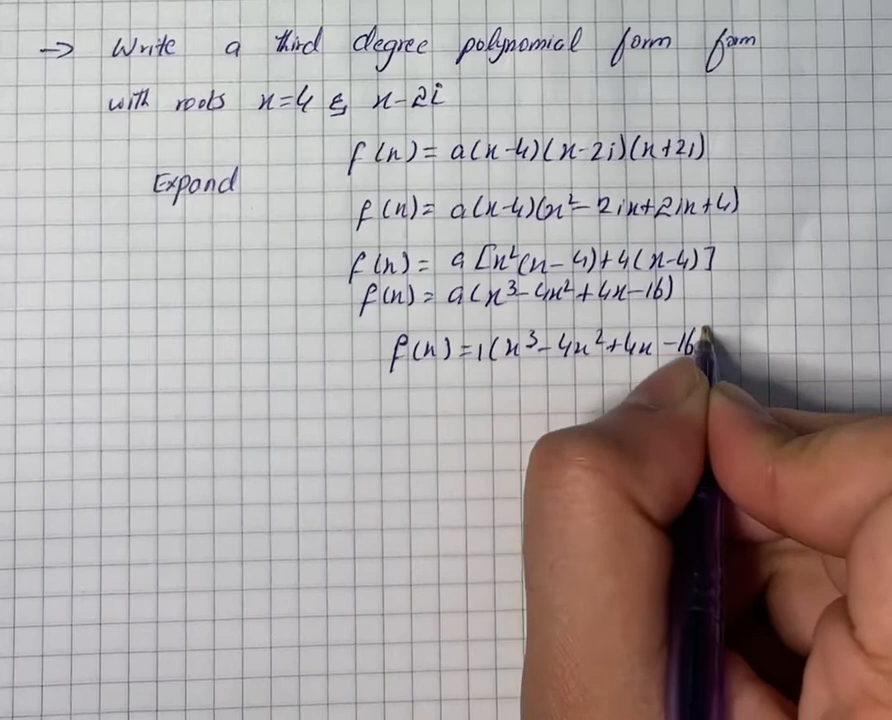 → Write a third degree polynomial form form
with roots x=4 & x-2i
f(x)= a(x-4)(x-2i)(x+2i)
Expand
f(x)= a(x-4)(x²-2ix+2ix+4)
f(x)= a[x²(x-4)+4(x-4)]
f(x)= a(x³-4x²+4x-16)
f(x)=1(x³-4x²+4x-16